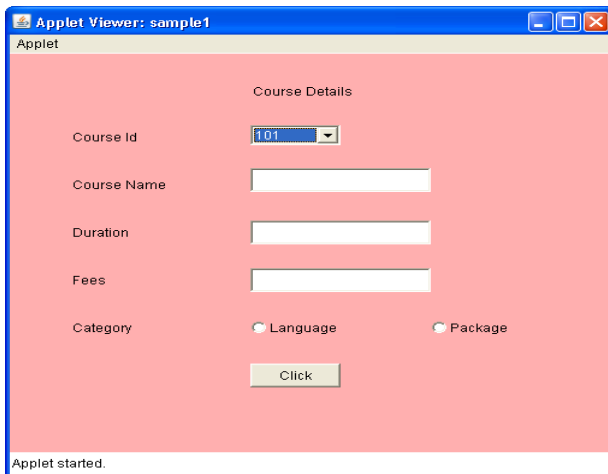 Applet Viewer: sample1
Applet
Course Details
Course Id 101
Course Name
Duration
Fees
Category Language Package
Click
Applet started.